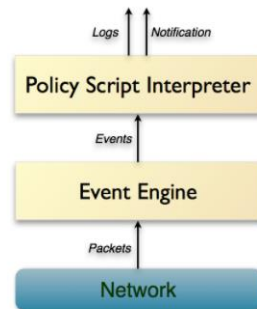 Logs Notification
Policy Script Interpreter
Events
Event Engine
Packets
Network